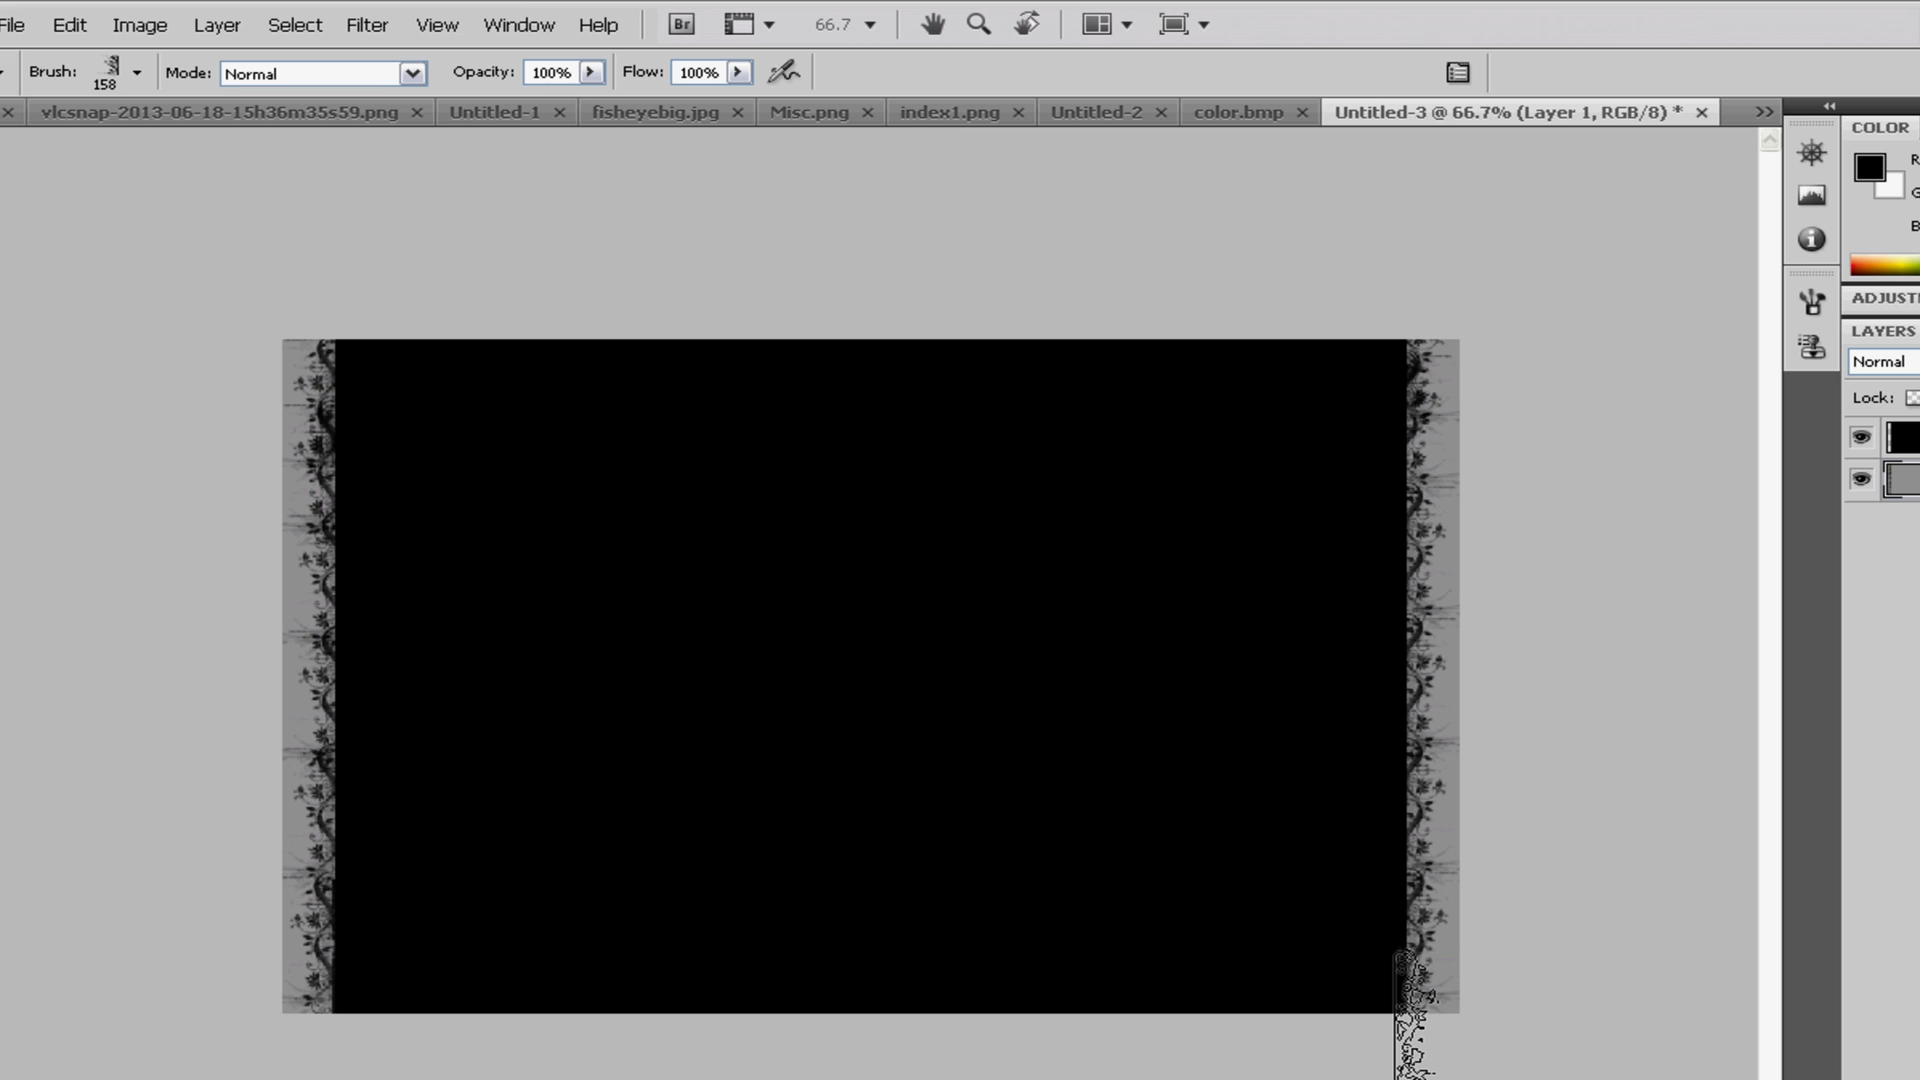 File Edit Image Layer Select Filter View Window Help Br 66.7
Brush: 158 Mode: Normal Opacity: 100% Flow: 100%
vlcsnap-2013-06-18-15h36m35s59.png Untitled-1 fisheyebig.jpg Misc.png index1.png Untitled-2 color.bmp Untitled-3 @ 66.7% (Layer 1, RGB/8) *
COLOR
R
G
B
ADJUSTM
LAYERS
Normal
Lock: